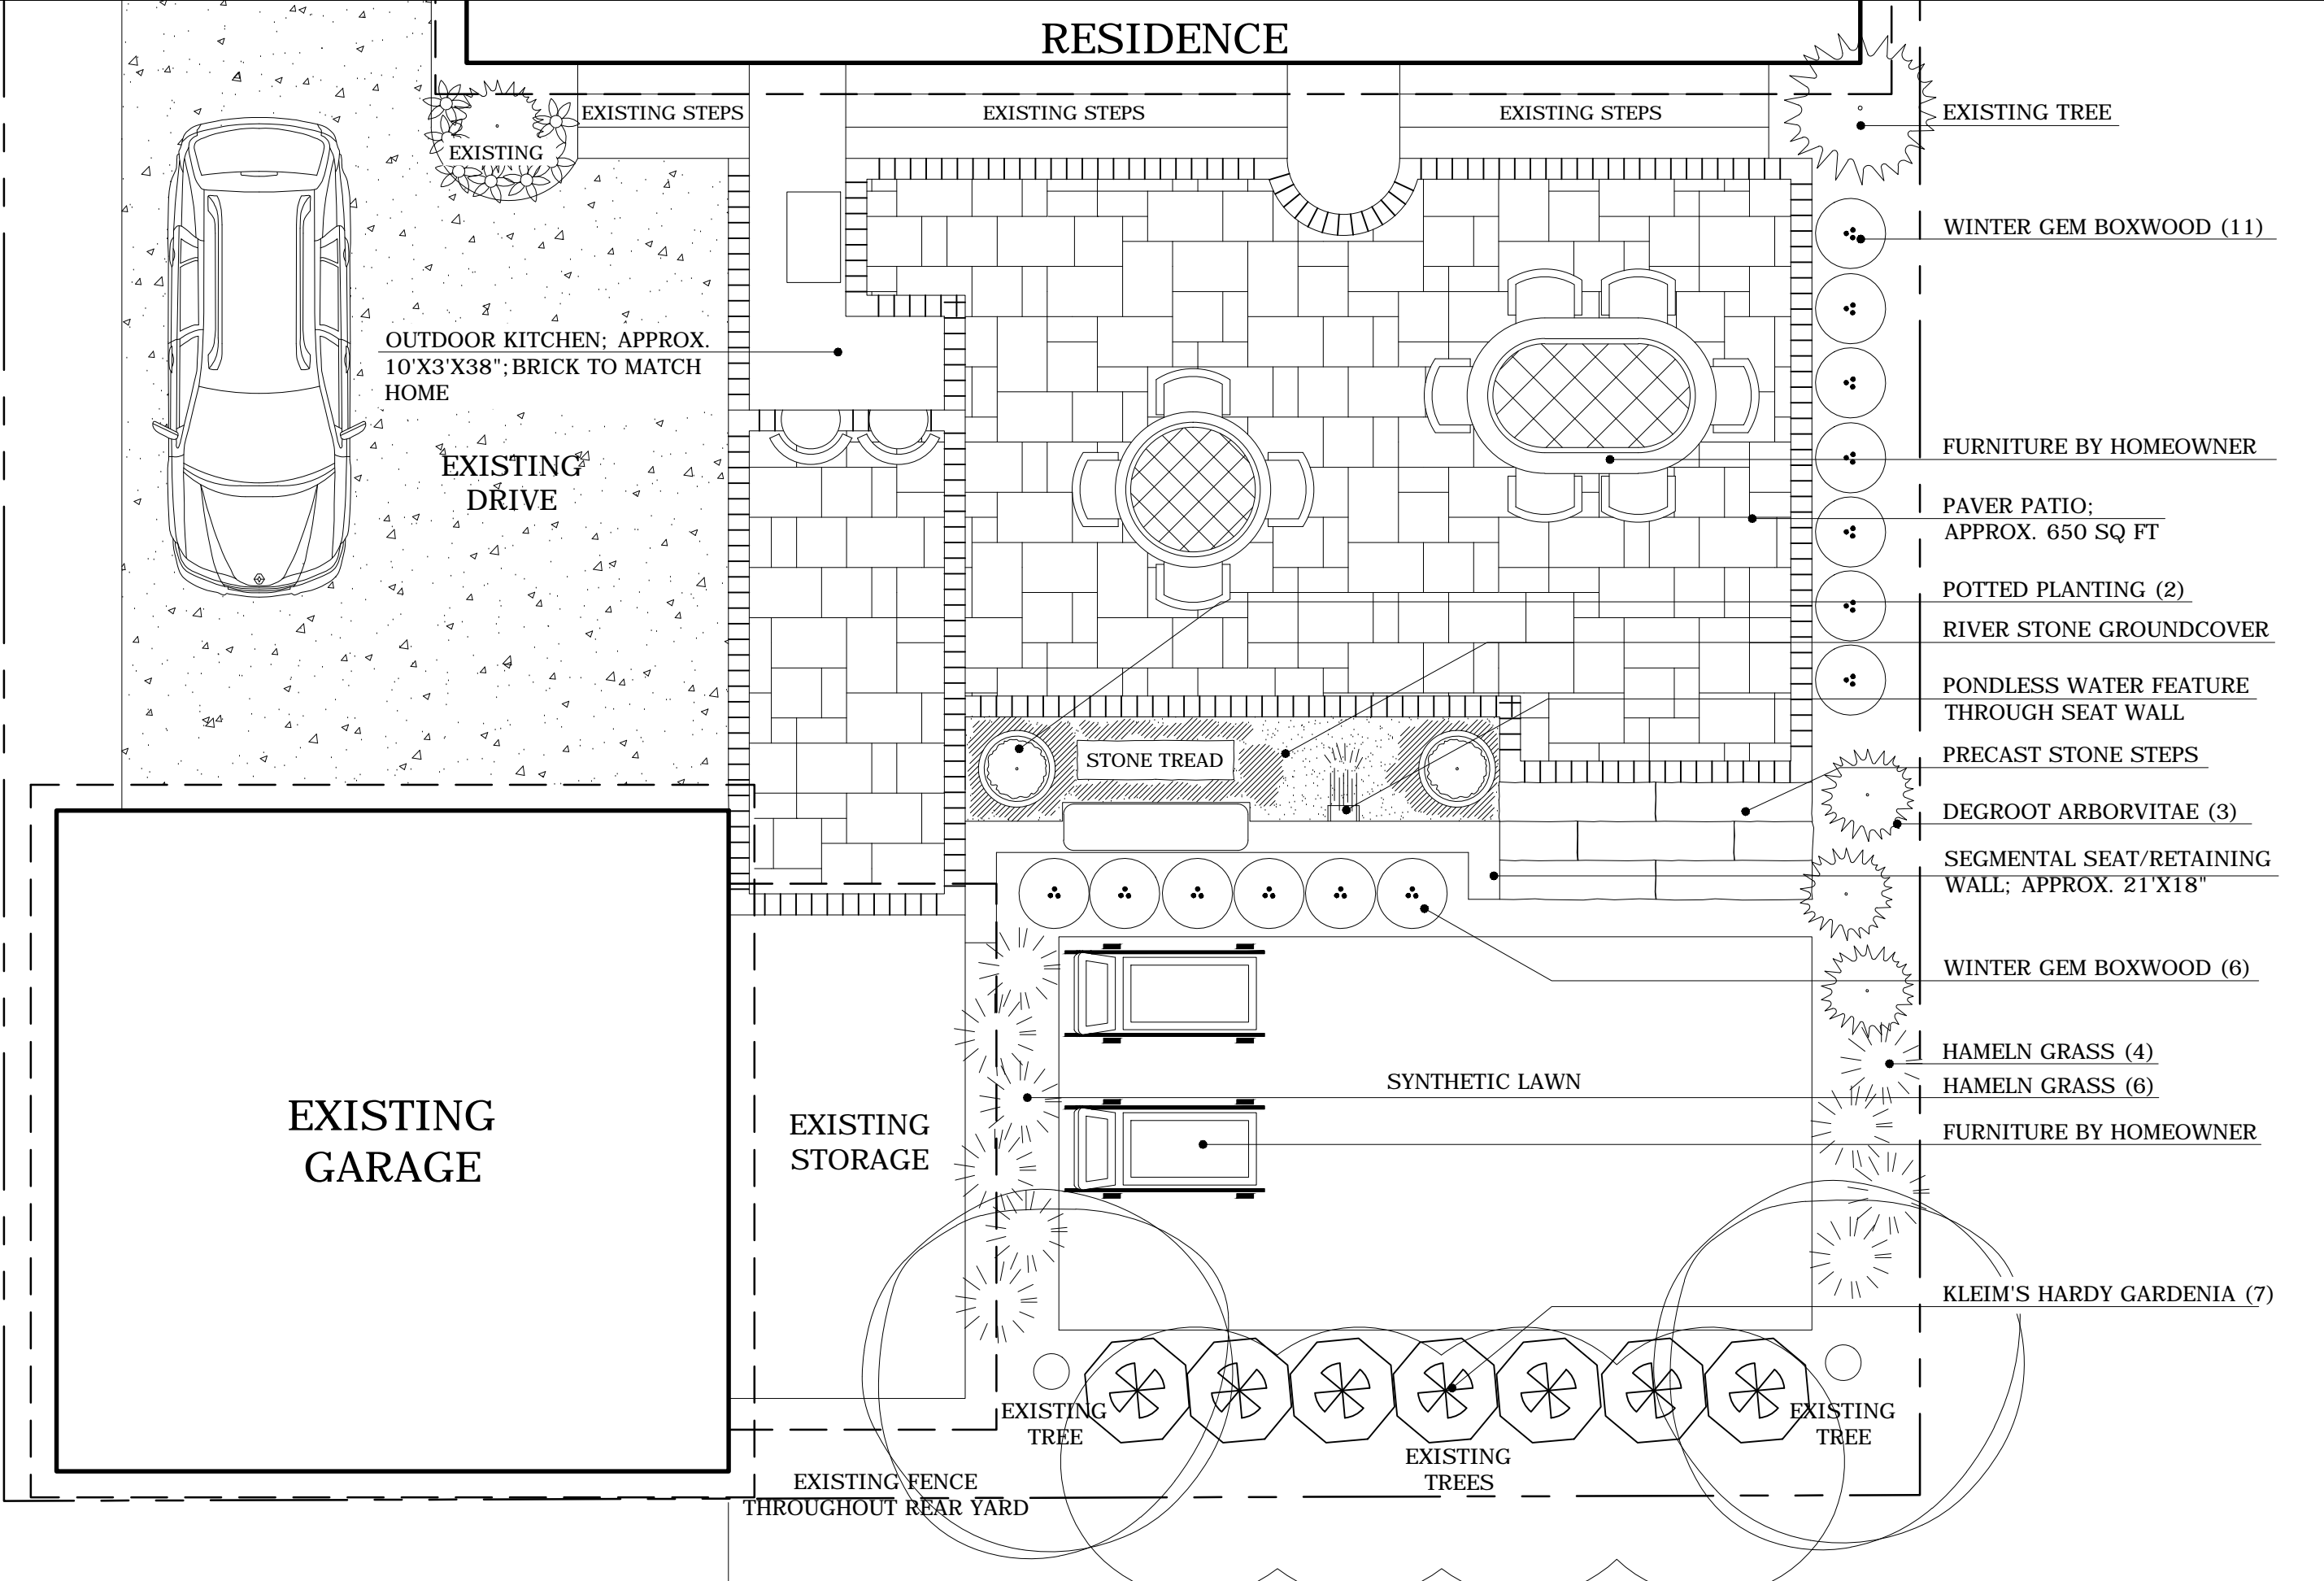 RESIDENCE
EXISTING STEPS
EXISTING STEPS
EXISTING STEPS
EXISTING TREE
EXISTING
WINTER GEM BOXWOOD (11)
OUTDOOR KITCHEN; APPROX.
10'X3'X38"; BRICK TO MATCH
HOME
EXISTING
DRIVE
FURNITURE BY HOMEOWNER
PAVER PATIO;
APPROX. 650 SQ FT
POTTED PLANTING (2)
RIVER STONE GROUNDCOVER
PONDLESS WATER FEATURE
THROUGH SEAT WALL
STONE TREAD
PRECAST STONE STEPS
DEGROOT ARBORVITAE (3)
SEGMENTAL SEAT/RETAINING
WALL; APPROX. 21'X18"
WINTER GEM BOXWOOD (6)
HAMELN GRASS (4)
SYNTHETIC LAWN
HAMELN GRASS (6)
EXISTING
GARAGE
EXISTING
STORAGE
FURNITURE BY HOMEOWNER
KLEIM'S HARDY GARDENIA (7)
EXISTING
TREE
EXISTING
TREE
EXISTING
TREES
EXISTING FENCE
THROUGHOUT REAR YARD